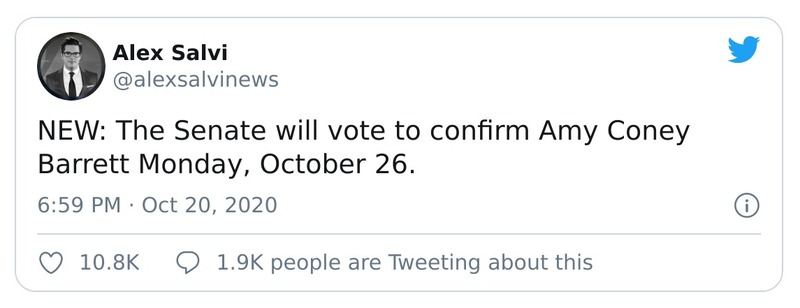 Alex Salvi
@alexsalvinews
NEW: The Senate will vote to confirm Amy Coney
Barrett Monday, October 26.
6:59 PM · Oct 20, 2020
10.8K 1.9K people are Tweeting about this